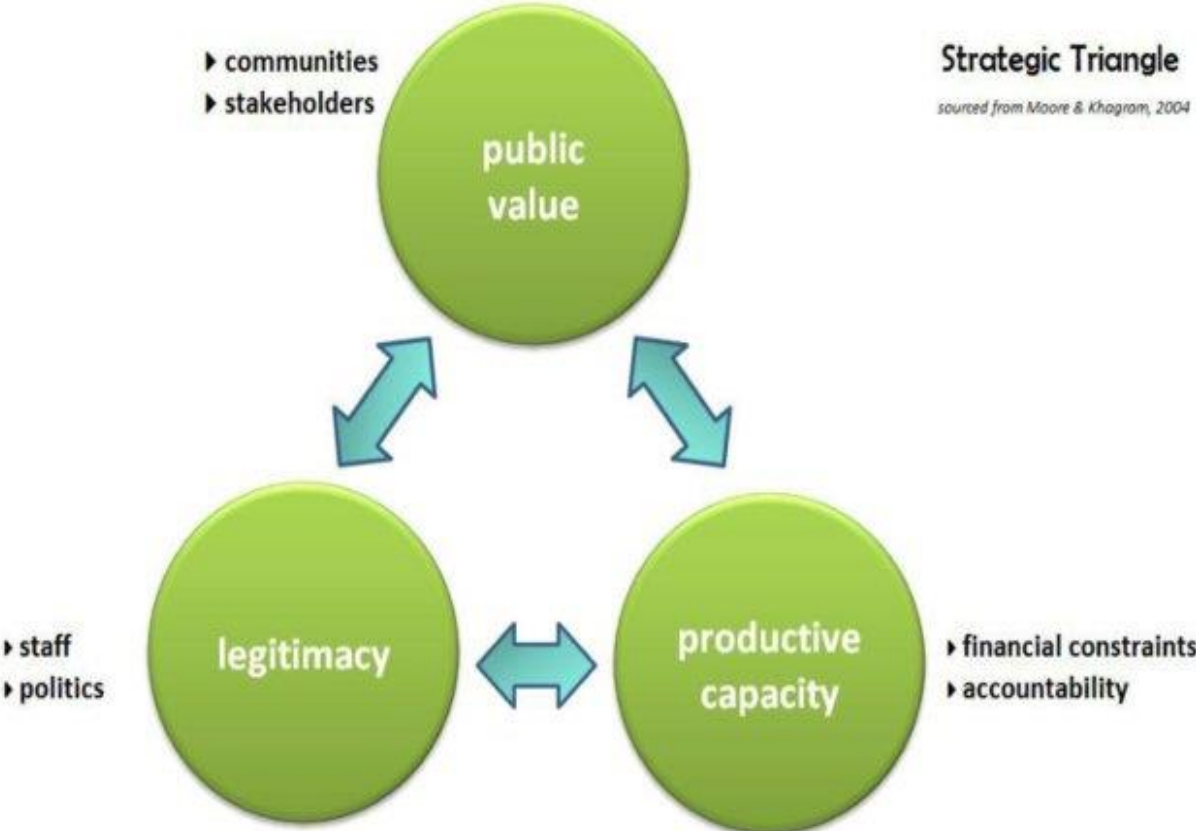 Strategic Triangle
sourced from Moore & Khagram, 2004
communities
stakeholders
public
value
legitimacy
staff
politics
productive
capacity
financial constraints
accountability